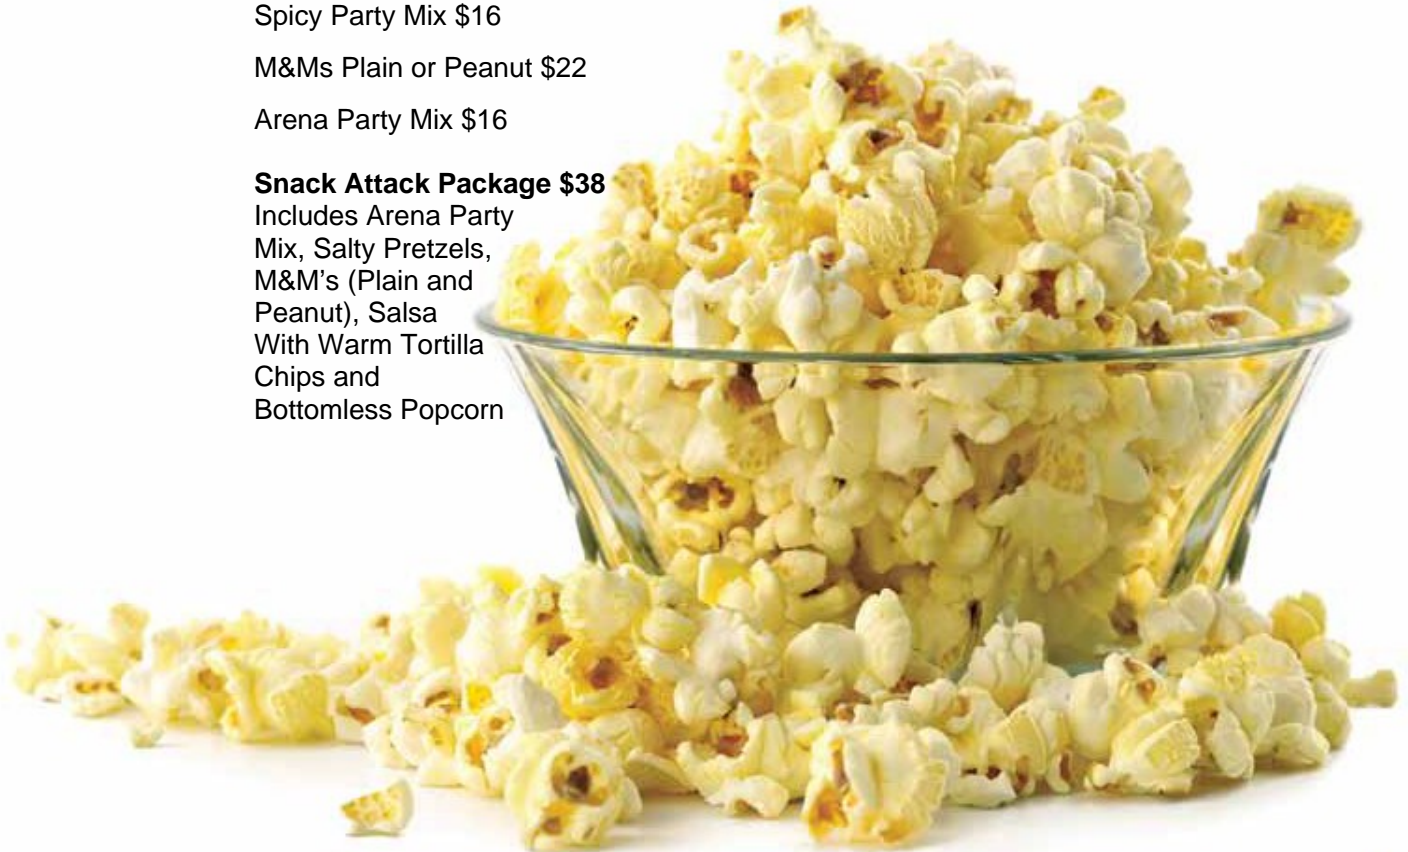 Spicy Party Mix $16
M&Ms Plain or Peanut $22
Arena Party Mix $16
Snack Attack Package $38
Includes Arena Party
Mix, Salty Pretzels,
M&M’s (Plain and
Peanut), Salsa
With Warm Tortilla
Chips and
Bottomless Popcorn